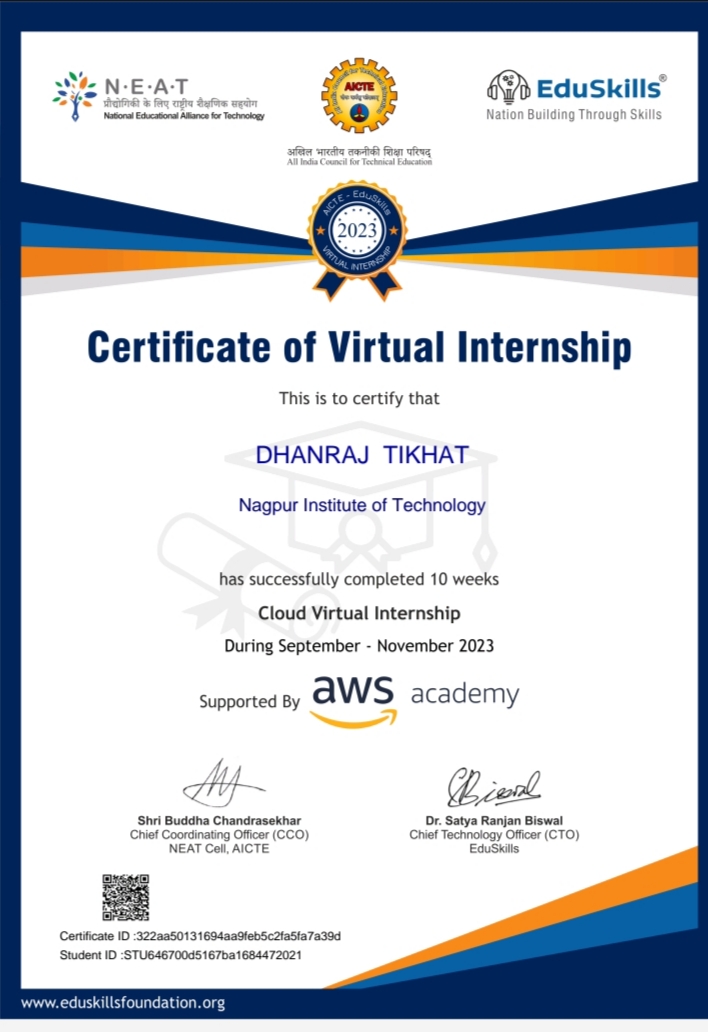 N·E·A·T
प्रौद्योगिकी के लिए राष्ट्रीय शैक्षणिक सहयोग
National Educational Alliance for Technology
AICTE
अखिल भारतीय तकनीकी शिक्षा परिषद्
All India Council for Technical Education
EduSkills®
Nation Building Through Skills
AICTE - EduSkills
2023
VIRTUAL INTERNSHIP
Certificate of Virtual Internship
This is to certify that
DHANRAJ TIKHAT
Nagpur Institute of Technology
has successfully completed 10 weeks
Cloud Virtual Internship
During September - November 2023
Supported By aws academy
Shri Buddha Chandrasekhar
Chief Coordinating Officer (CCO)
NEAT Cell, AICTE
Dr. Satya Ranjan Biswal
Chief Technology Officer (CTO)
EduSkills
Certificate ID :322aa50131694aa9feb5c2fa5fa7a39d
Student ID :STU646700d5167ba1684472021
www.eduskillsfoundation.org